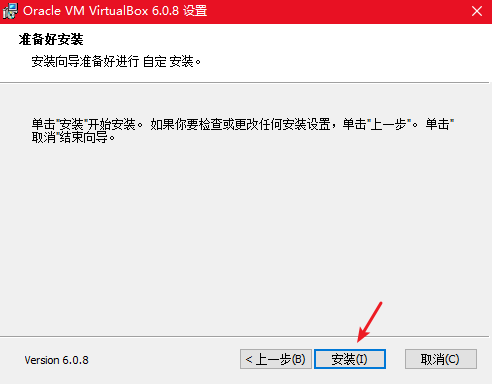 Oracle VM VirtualBox 6.0.8 设置
准备好安装
安装向导准备好进行 自定 安装。
单击"安装"开始安装。 如果你要检查或更改任何安装设置，单击"上一步"。 单击"
取消"结束向导。
Version 6.0.8
< 上一步(B)
安装(I)
取消(C)